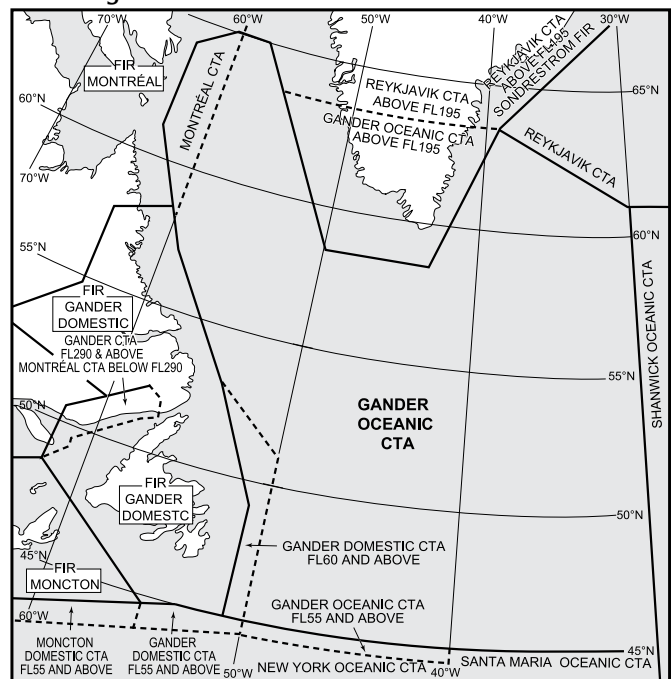 70°W
60°W
50°W
40°W
30°W
FIR
MONTRÉAL
MONTRÉAL CTA
REYKJAVIK CTA
ABOVE FL195
GANDER OCEANIC CTA
ABOVE FL195
REYKJAVIK CTA
ABOVE FL195
SONDRESTROM FIR
65°N
REYKJAVIK CTA
60°N
70°W
60°N
55°N
FIR
GANDER
DOMESTIC
GANDER CTA
FL290 & ABOVE
MONTRÉAL CTA BELOW FL290
SHANWICK OCEANIC CTA
55°N
50°N
GANDER
OCEANIC
CTA
FIR
GANDER
DOMESTC
50°N
GANDER DOMESTIC CTA
FL60 AND ABOVE
45°N
FIR
MONCTON
GANDER OCEANIC CTA
FL55 AND ABOVE
60°W
MONCTON
DOMESTIC CTA
FL55 AND ABOVE
GANDER
DOMESTIC CTA
FL55 AND ABOVE
50°W
NEW YORK OCEANIC CTA
40°W
SANTA MARIA OCEANIC CTA
45°N